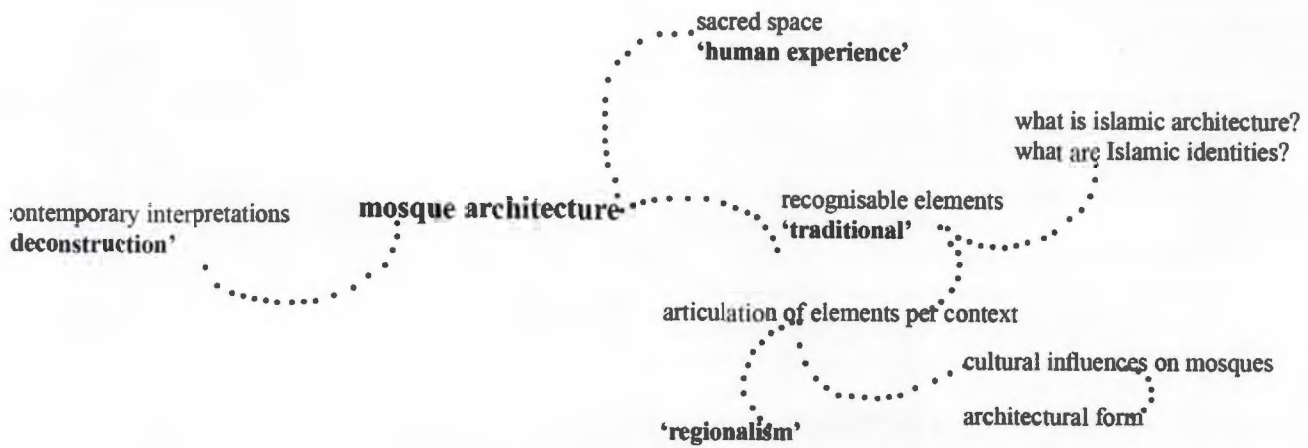 sacred space
‘human experience’
what is islamic architecture?
what are Islamic identities?
:ontemporary interpretations
deconstruction’
mosque architecture
recognisable elements
‘traditional’
articulation of elements per context
cultural influences on mosques
architectural form
‘regionalism’